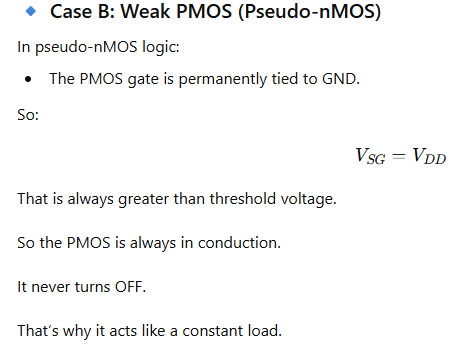 Case B: Weak PMOS (Pseudo-nMOS)
In pseudo-nMOS logic:
• The PMOS gate is permanently tied to GND.
So:
V_{SG} = V_{DD}
That is always greater than threshold voltage.
So the PMOS is always in conduction.
It never turns OFF.
That’s why it acts like a constant load.